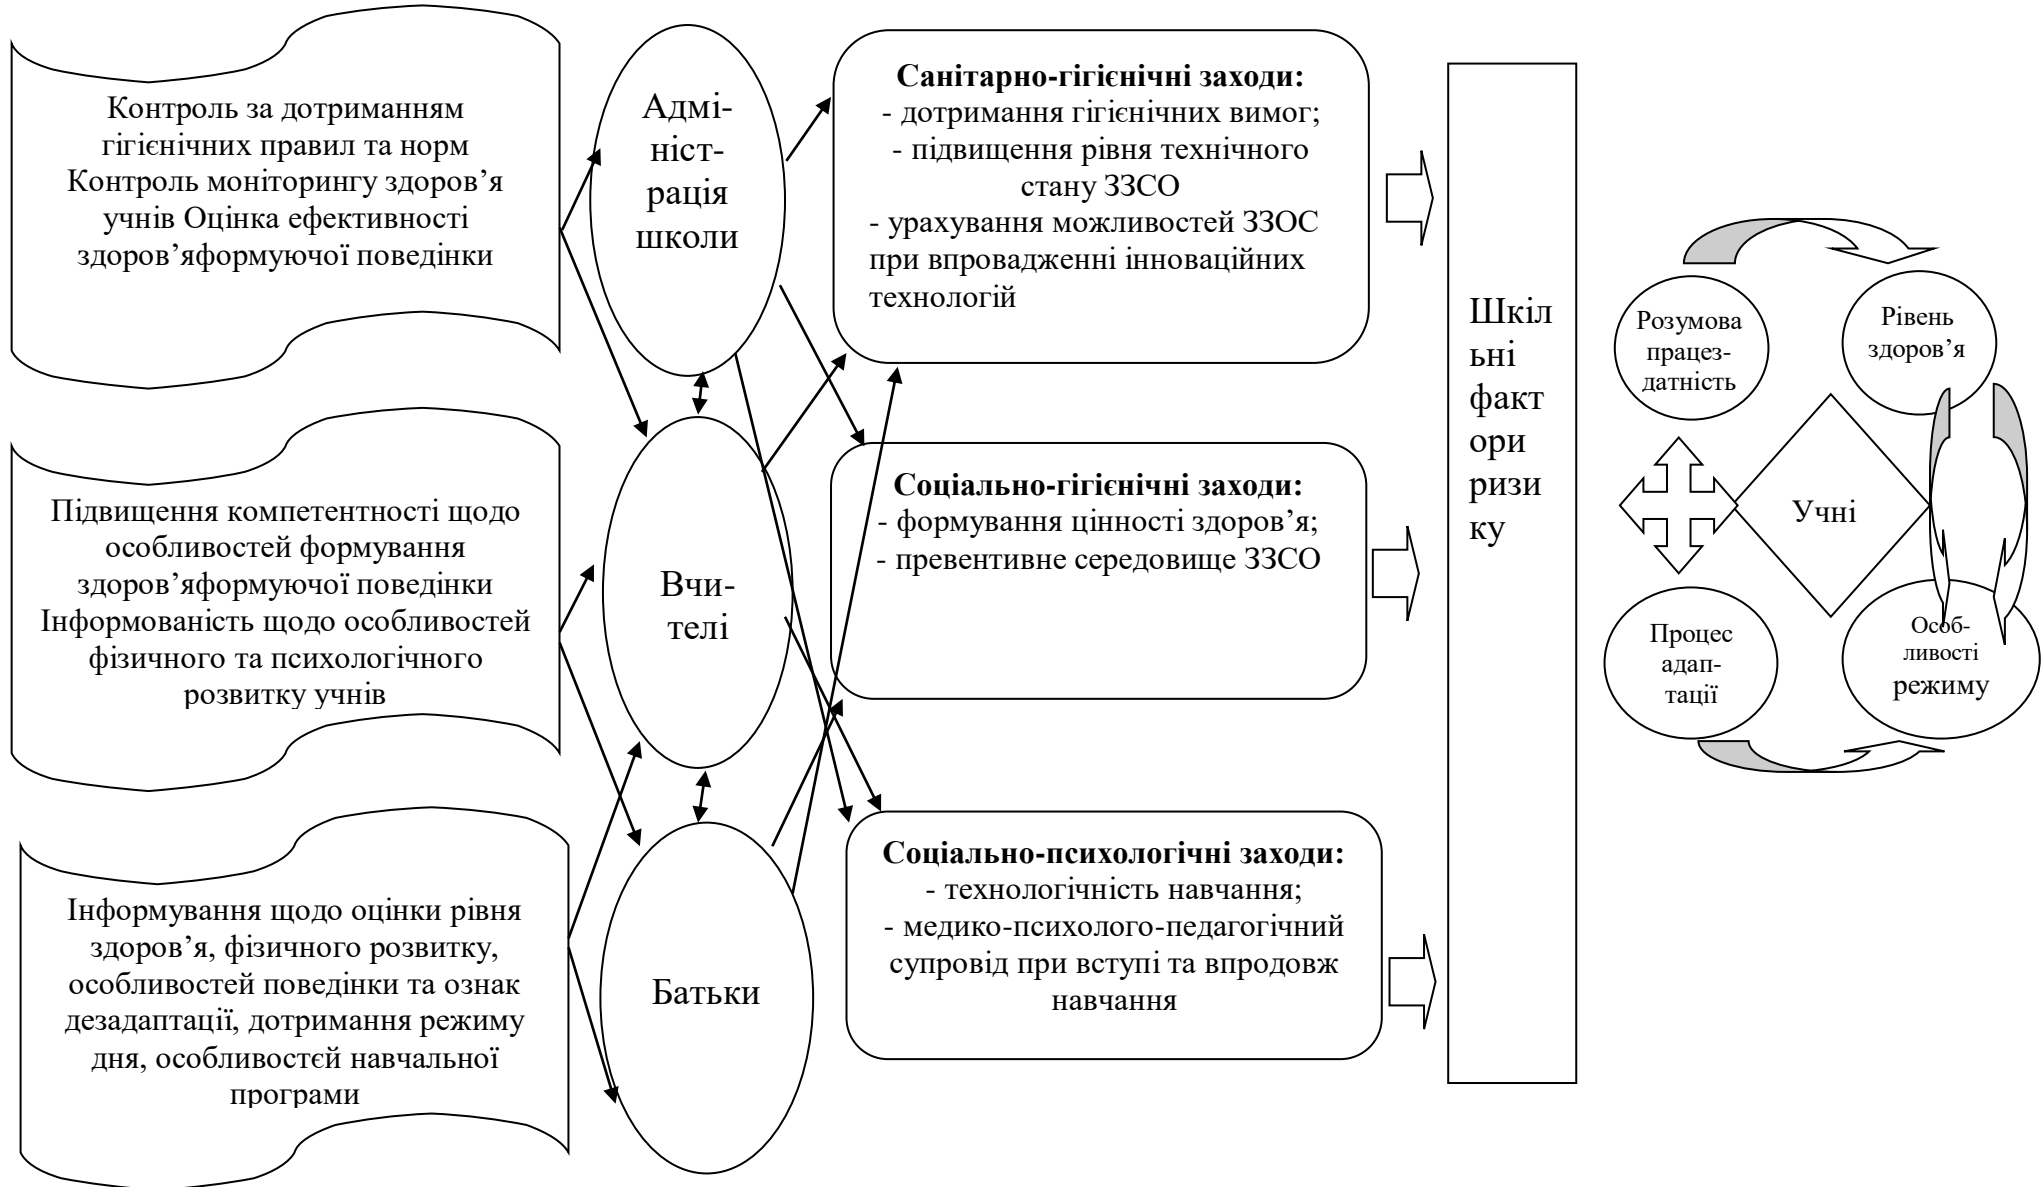 Контроль за дотриманням
гігієнічних правил та норм
Контроль моніторингу здоров’я
учнів Оцінка ефективності
здоров’яформуючої поведінки
Підвищення компетентності щодо
особливостей формування
здоров’яформуючої поведінки
Інформованість щодо особливостей
фізичного та психологічного
розвитку учнів
Інформування щодо оцінки рівня
здоров’я, фізичного розвитку,
особливостей поведінки та ознак
дезадаптації, дотримання режиму
дня, особливостєй навчальної
програми
Адмі-
ніст-
рація
школи
Вчи-
телі
Батьки
Санітарно-гігієнічні заходи:
- дотримання гігієнічних вимог;
- підвищення рівня технічного
стану ЗЗСО
- урахування можливостей ЗЗОС
при впровадженні інноваційних
технологій
Соціально-гігієнічні заходи:
- формування цінності здоров’я;
- превентивне середовище ЗЗСО
Соціально-психологічні заходи:
- технологічність навчання;
- медико-психолого-педагогічний
супровід при вступі та впродовж
навчання
Шкіл
ьні
факт
ори
ризи
ку
Розумова
працез-
датність
Рівень
здоров’я
Учні
Процес
адап-
тації
Особ-
ливості
режиму